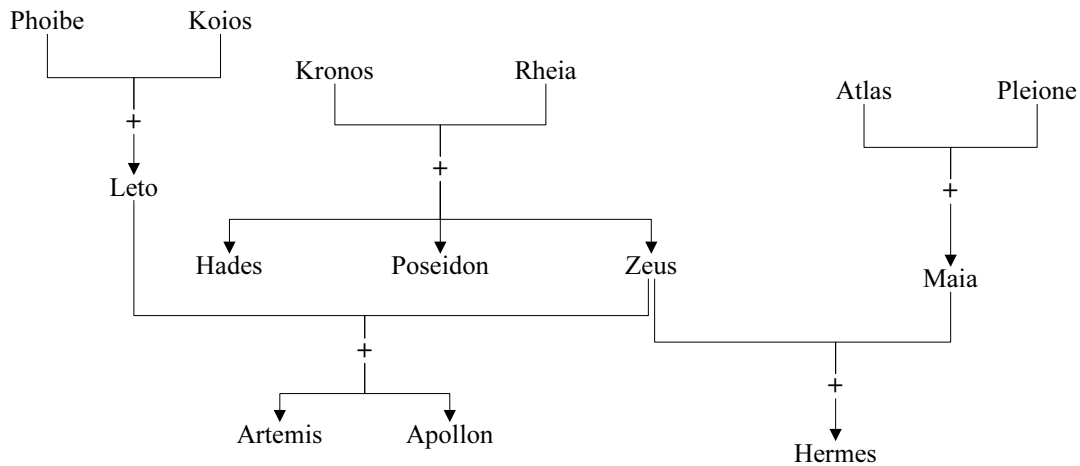 Phoibe Koios
Kronos Rheia
Atlas Pleione
+
+
+
Leto
Hades Poseidon Zeus
Maia
+
+
Artemis Apollon
Hermes